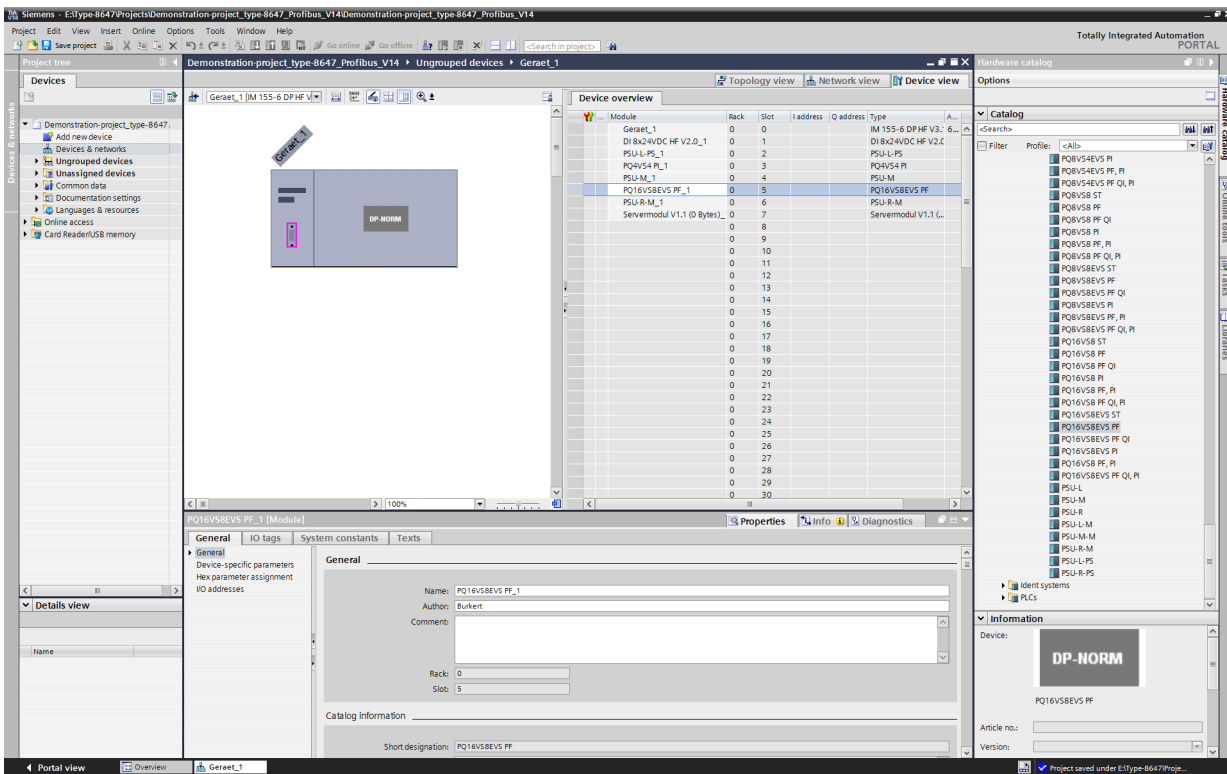 Siemens - E:\Type-8647\Projects\Demonstration-project_type-8647_Profibus_V14\Demonstration-project_type-8647_Profibus_V14
Project Edit View Insert Online Options Tools Window Help
Totally Integrated Automation
PORTAL
Save project Go online Go offline <Search in project>
Project tree
Demonstration-project_type-8647_Profibus_V14 Ungrouped devices Geraet_1
Hardware catalog
Devices
Topology view Network view Device view
Options
Geraet_1 [IM 155-6 DP HF V
Device overview
Demonstration-project_type-8647.
Add new device
Devices & networks
Ungrouped devices
Unassigned devices
Common data
Documentation settings
Languages & resources
Online access
Card Reader/USB memory
Devices & networks
Geraet_1
DP-NORM
100%
... Module Rack Slot I address Q address Type A...
Geraet_1 0 0 IM 155-6 DP HF V3.: 6...
DI 8x24VDC HF V2.0_1 0 1 DI 8x24VDC HF V2.0
PSU-L-PS_1 0 2 PSU-L-PS
PQ4VS4 PI_1 0 3 PQ4VS4 PI
PSU-M_1 0 4 PSU-M
PQ16VS8EVS PF_1 0 5 PQ16VS8EVS PF
PSU-R-M_1 0 6 PSU-R-M
Servermodul V1.1 (0 Bytes)_ 0 7 Servermodul V1.1 (...
0 8
0 9
0 10
0 11
0 12
0 13
0 14
0 15
0 16
0 17
0 18
0 19
0 20
0 21
0 22
0 23
0 24
0 25
0 26
0 27
0 28
0 29
0 30
Catalog
<Search>
Filter Profile: <All>
PQ8VS4EVS PI
PQ8VS4EVS PF, PI
PQ8VS4EVS PF QI, PI
PQ8VS8 ST
PQ8VS8 PF
PQ8VS8 PF QI
PQ8VS8 PI
PQ8VS8 PF, PI
PQ8VS8 PF QI, PI
PQ8VS8EVS ST
PQ8VS8EVS PF
PQ8VS8EVS PF QI
PQ8VS8EVS PI
PQ8VS8EVS PF, PI
PQ8VS8EVS PF QI, PI
PQ16VS8 ST
PQ16VS8 PF
PQ16VS8 PF QI
PQ16VS8 PI
PQ16VS8 PF, PI
PQ16VS8 PF QI, PI
PQ16VS8EVS ST
PQ16VS8EVS PF
PQ16VS8EVS PF QI
PQ16VS8EVS PI
PQ16VS8 PF, PI
PQ16VS8EVS PF QI, PI
PSU-L
PSU-M
PSU-R
PSU-L-M
PSU-M-M
PSU-R-M
PSU-L-PS
PSU-R-PS
Ident systems
PLCs
Hardware catalog
Online tools
Tasks
Libraries
PQ16VS8EVS PF_1 [Module]
Properties Info Diagnostics
General IO tags System constants Texts
General
Device-specific parameters
Hex parameter assignment
I/O addresses
General
Name: PQ16VS8EVS PF_1
Author: Burkert
Comment:
Rack: 0
Slot: 5
Catalog information
Short designation: PQ16VS8EVS PF
Details view
Name
Information
Device:
DP-NORM
PQ16VS8EVS PF
Article no.:
Version:
Portal view Overview Geraet_1
Project saved under E:\Type-8647\Proje...